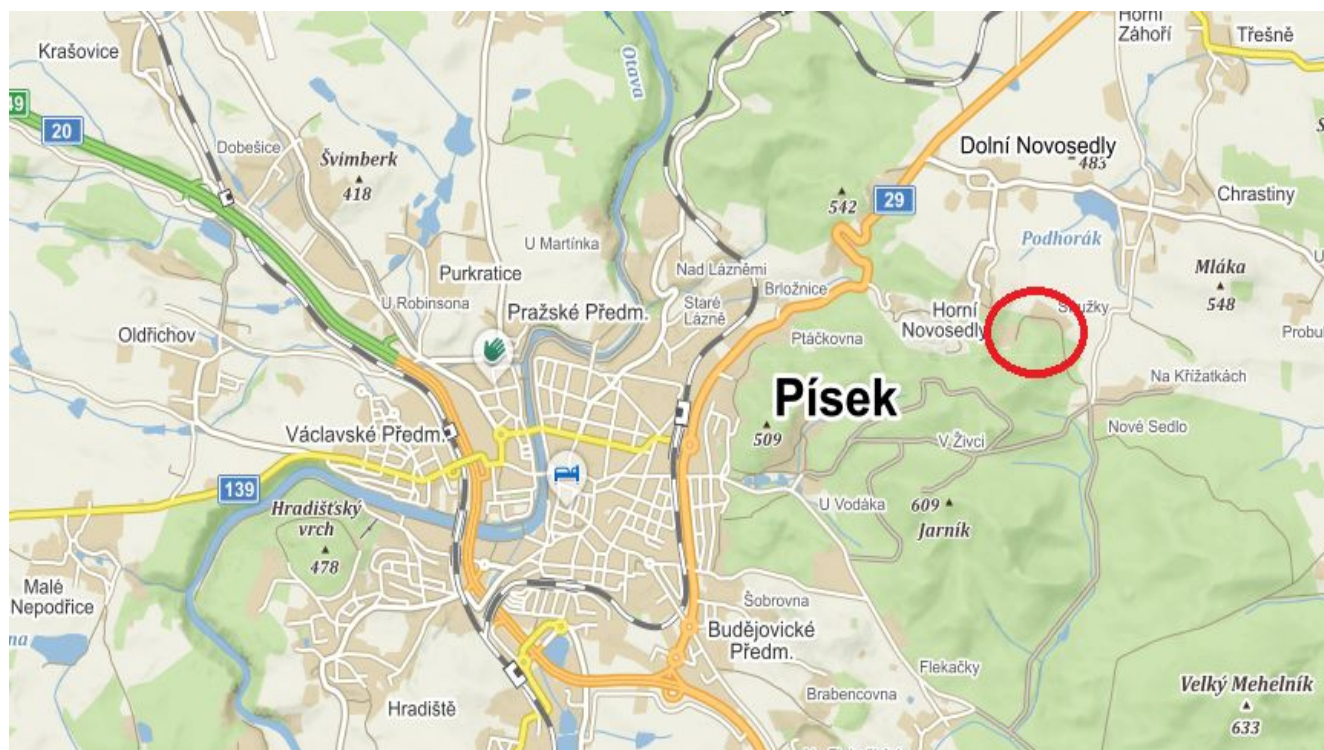 Krašovice
Horní
Záhoří
Třešně
Otava
49
20
Dobešice
Švimberk
418
Dolní Novosedly
483
29
542
Chrastiny
Podhorák
U Martínka
Purkratice
Nad Lázněmi
Mláka
548
U Robinsona
Brložnice
Pražské Předm.
Staré
Lázně
Horní
Novosedly
Oldřichov
Ptáčkovna
Na Křížatkách
Písek
509
Václavské Předm.
V Živci
Nové Sedlo
139
Hradišťský
vrch
478
U Vodáka
609
Jarník
Malé
Nepodřice
Šobrovna
Budějovické
Předm.
Flekačky
Velký Mehelník
633
Brabencovna
Hradiště